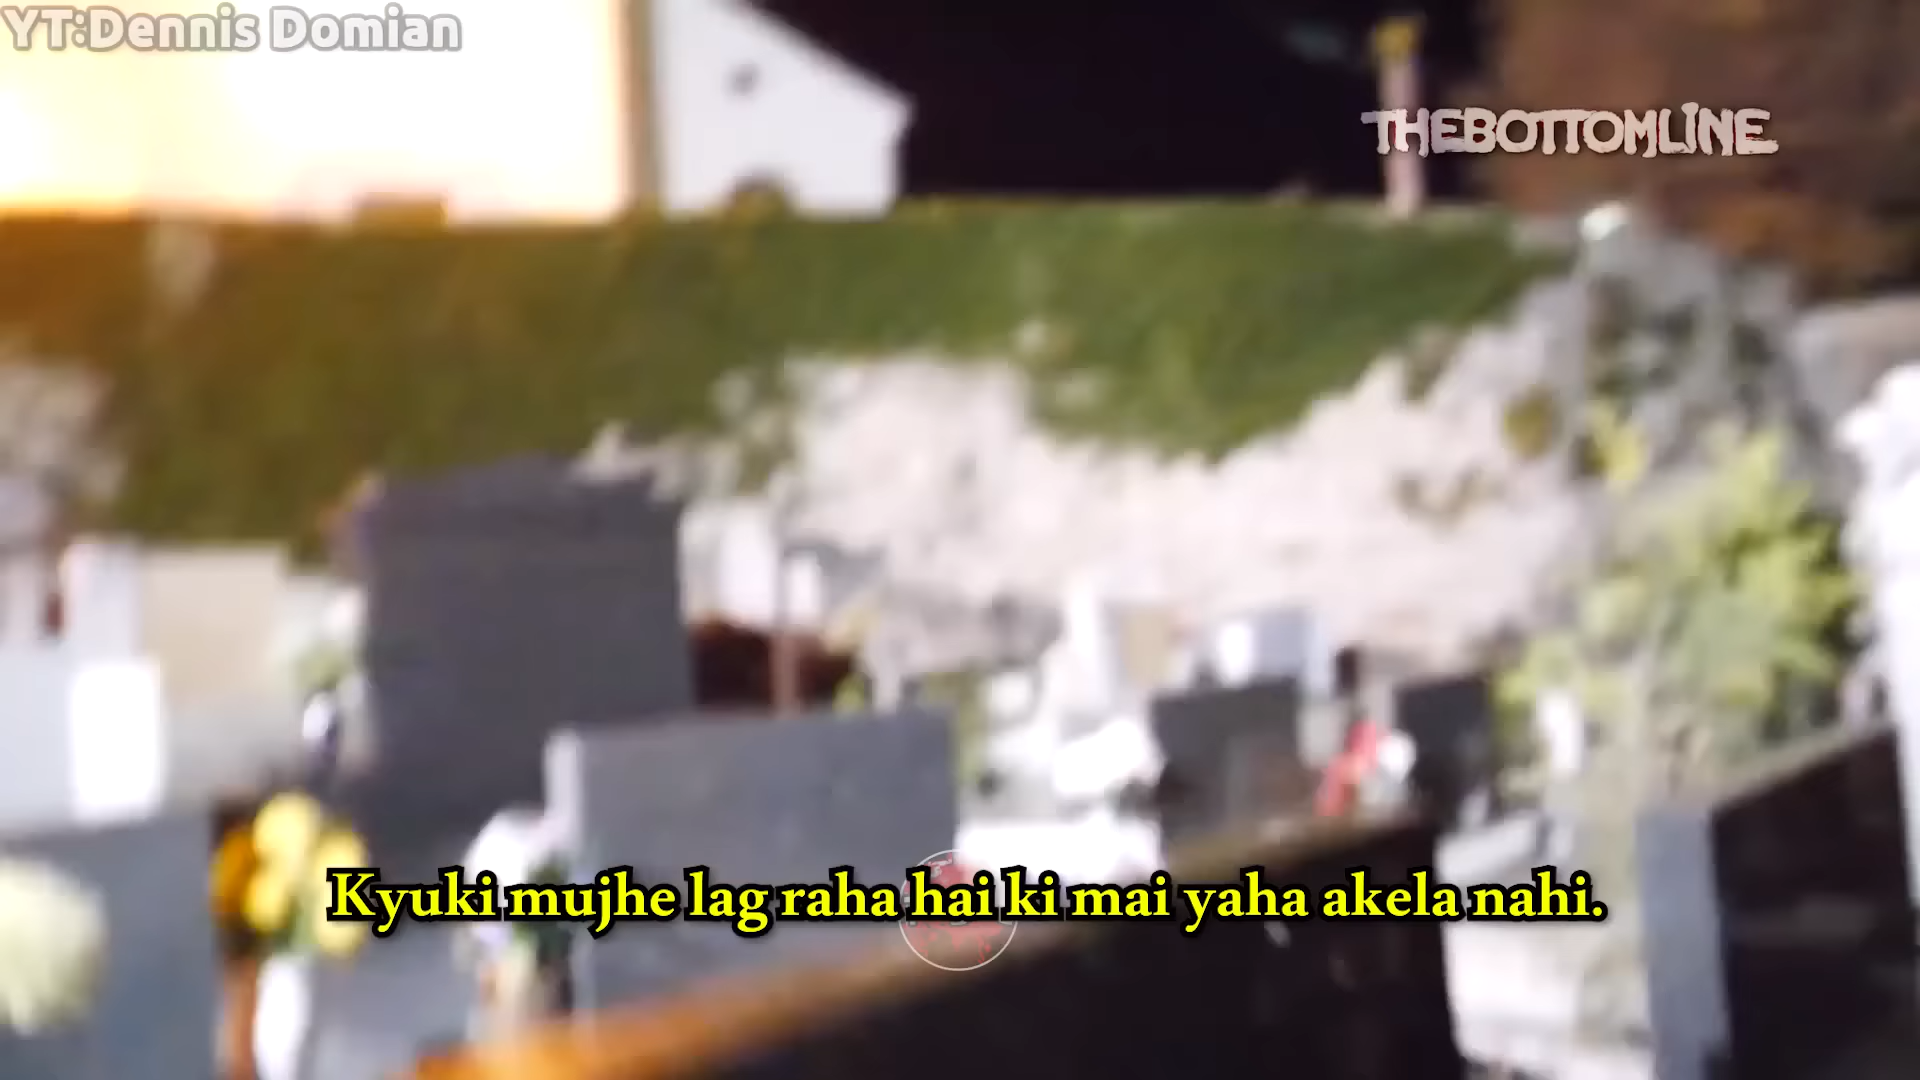 YT:Dennis Domian
THEBOTTOMLINE
Kyuki mujhe lag raha hai ki mai yaha akela nahi.